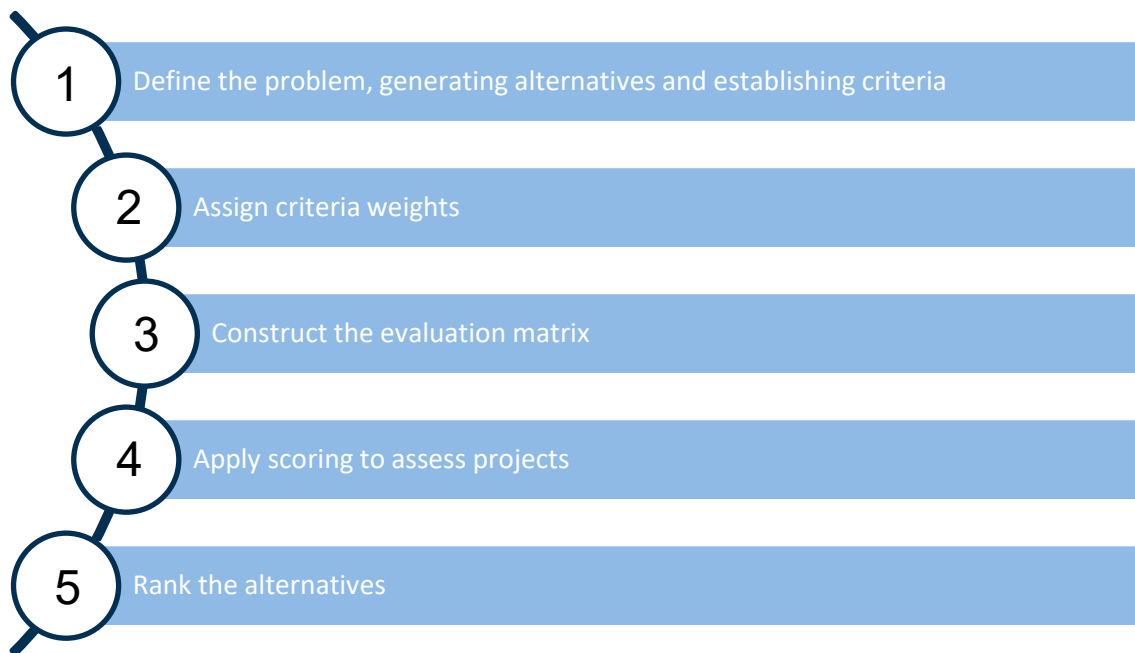 1
Define the problem, generating alternatives and establishing criteria
2
Assign criteria weights
3
Construct the evaluation matrix
4
Apply scoring to assess projects
5
Rank the alternatives